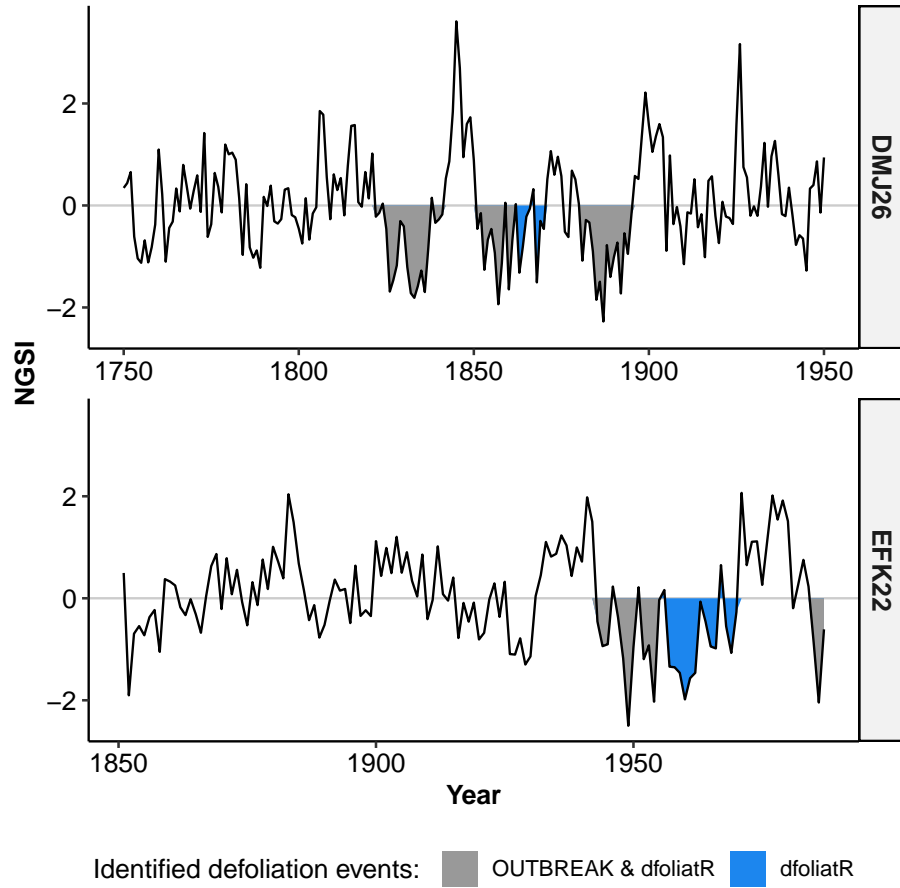 2
0
−2
1750 1800 1850 1900 1950
DMJ26
NGSI
2
0
−2
1850 1900 1950
EFK22
Year
Identified defoliation events: OUTBREAK & dfoliatR dfoliatR